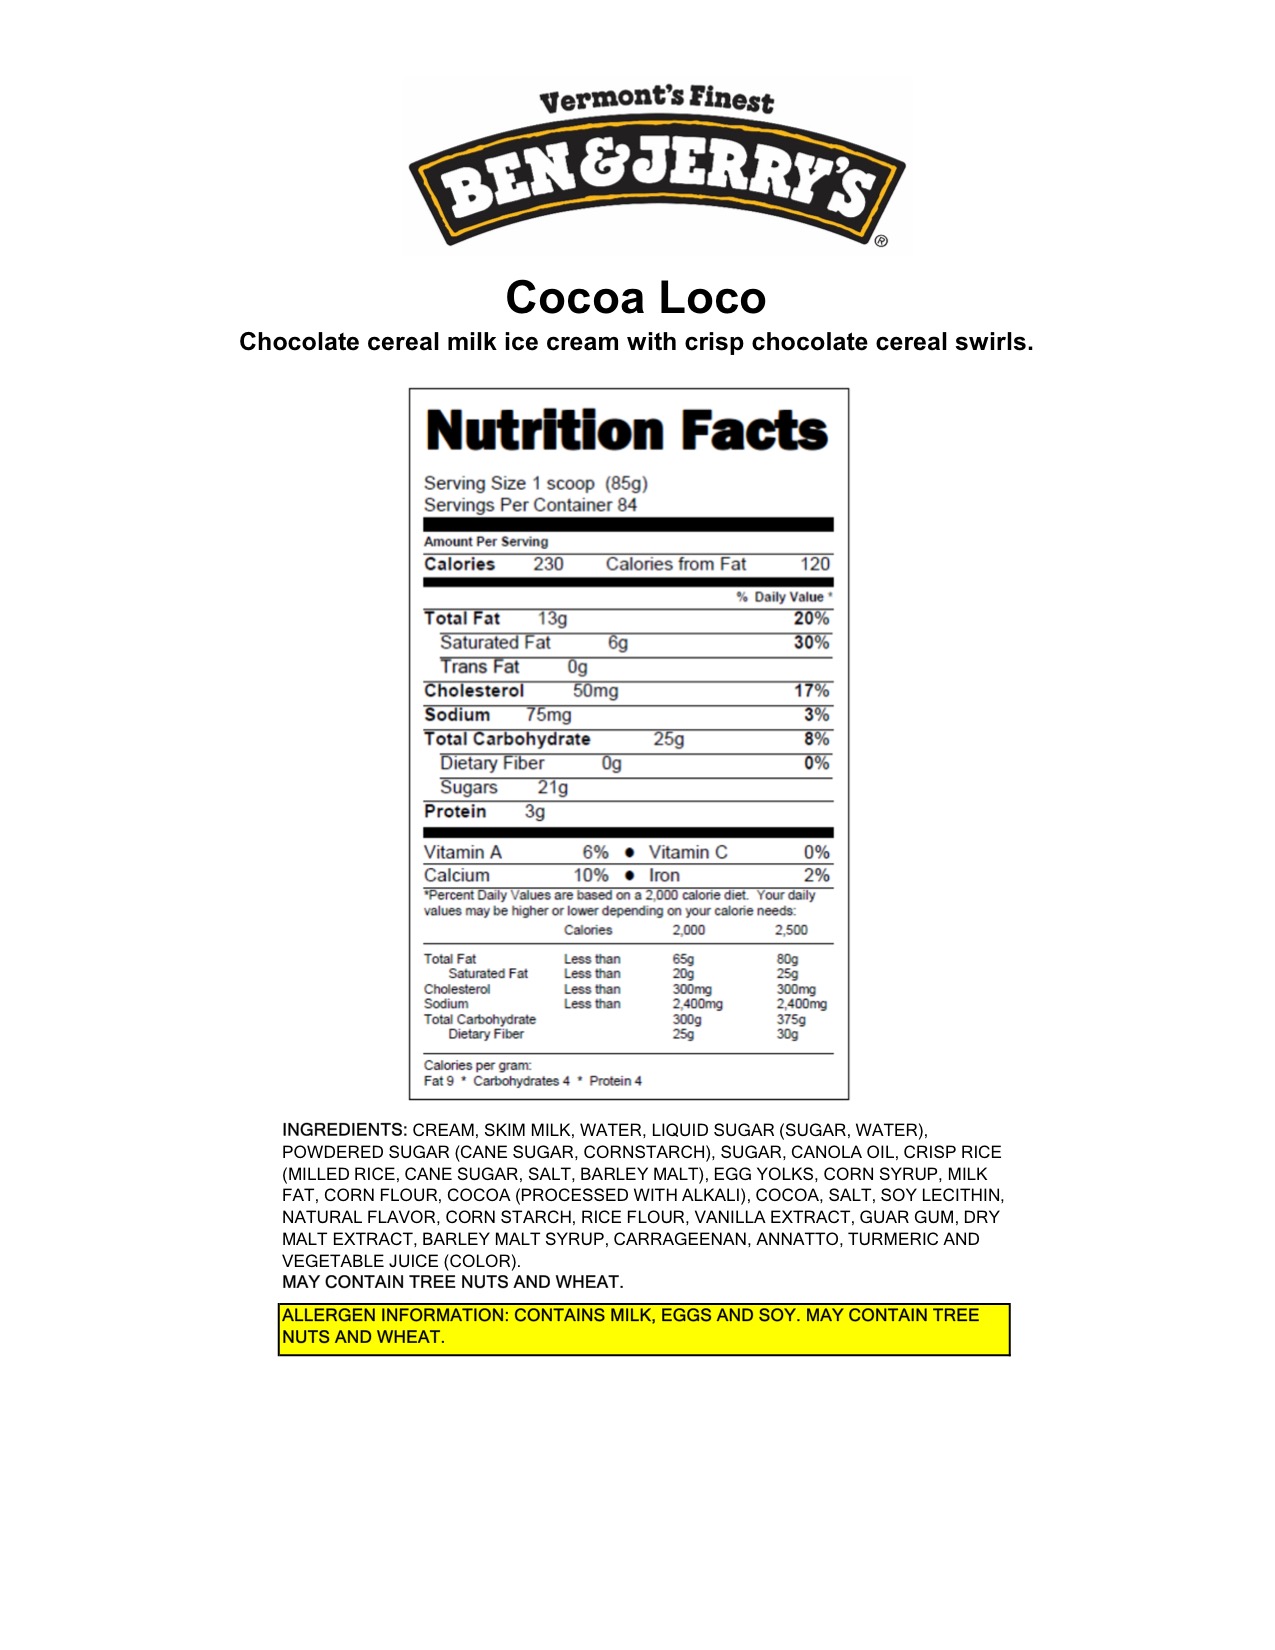 Vermont's Finest
BEN & JERRY'S
®
Cocoa Loco
Chocolate cereal milk ice cream with crisp chocolate cereal swirls.
Nutrition Facts
Serving Size 1 scoop (85g)
Servings Per Container 84
Amount Per Serving
Calories 230 Calories from Fat 120
% Daily Value *
Total Fat 13g 20%
Saturated Fat 6g 30%
Trans Fat 0g
Cholesterol 50mg 17%
Sodium 75mg 3%
Total Carbohydrate 25g 8%
Dietary Fiber 0g 0%
Sugars 21g
Protein 3g
Vitamin A 6% ● Vitamin C 0%
Calcium 10% ● Iron 2%
*Percent Daily Values are based on a 2,000 calorie diet. Your daily
values may be higher or lower depending on your calorie needs:
Calories 2,000 2,500
Total Fat Less than 65g 80g
Saturated Fat Less than 20g 25g
Cholesterol Less than 300mg 300mg
Sodium Less than 2,400mg 2,400mg
Total Carbohydrate 300g 375g
Dietary Fiber 25g 30g
Calories per gram:
Fat 9 * Carbohydrates 4 * Protein 4
INGREDIENTS: CREAM, SKIM MILK, WATER, LIQUID SUGAR (SUGAR, WATER),
POWDERED SUGAR (CANE SUGAR, CORNSTARCH), SUGAR, CANOLA OIL, CRISP RICE
(MILLED RICE, CANE SUGAR, SALT, BARLEY MALT), EGG YOLKS, CORN SYRUP, MILK
FAT, CORN FLOUR, COCOA (PROCESSED WITH ALKALI), COCOA, SALT, SOY LECITHIN,
NATURAL FLAVOR, CORN STARCH, RICE FLOUR, VANILLA EXTRACT, GUAR GUM, DRY
MALT EXTRACT, BARLEY MALT SYRUP, CARRAGEENAN, ANNATTO, TURMERIC AND
VEGETABLE JUICE (COLOR).
MAY CONTAIN TREE NUTS AND WHEAT.
ALLERGEN INFORMATION: CONTAINS MILK, EGGS AND SOY. MAY CONTAIN TREE
NUTS AND WHEAT.